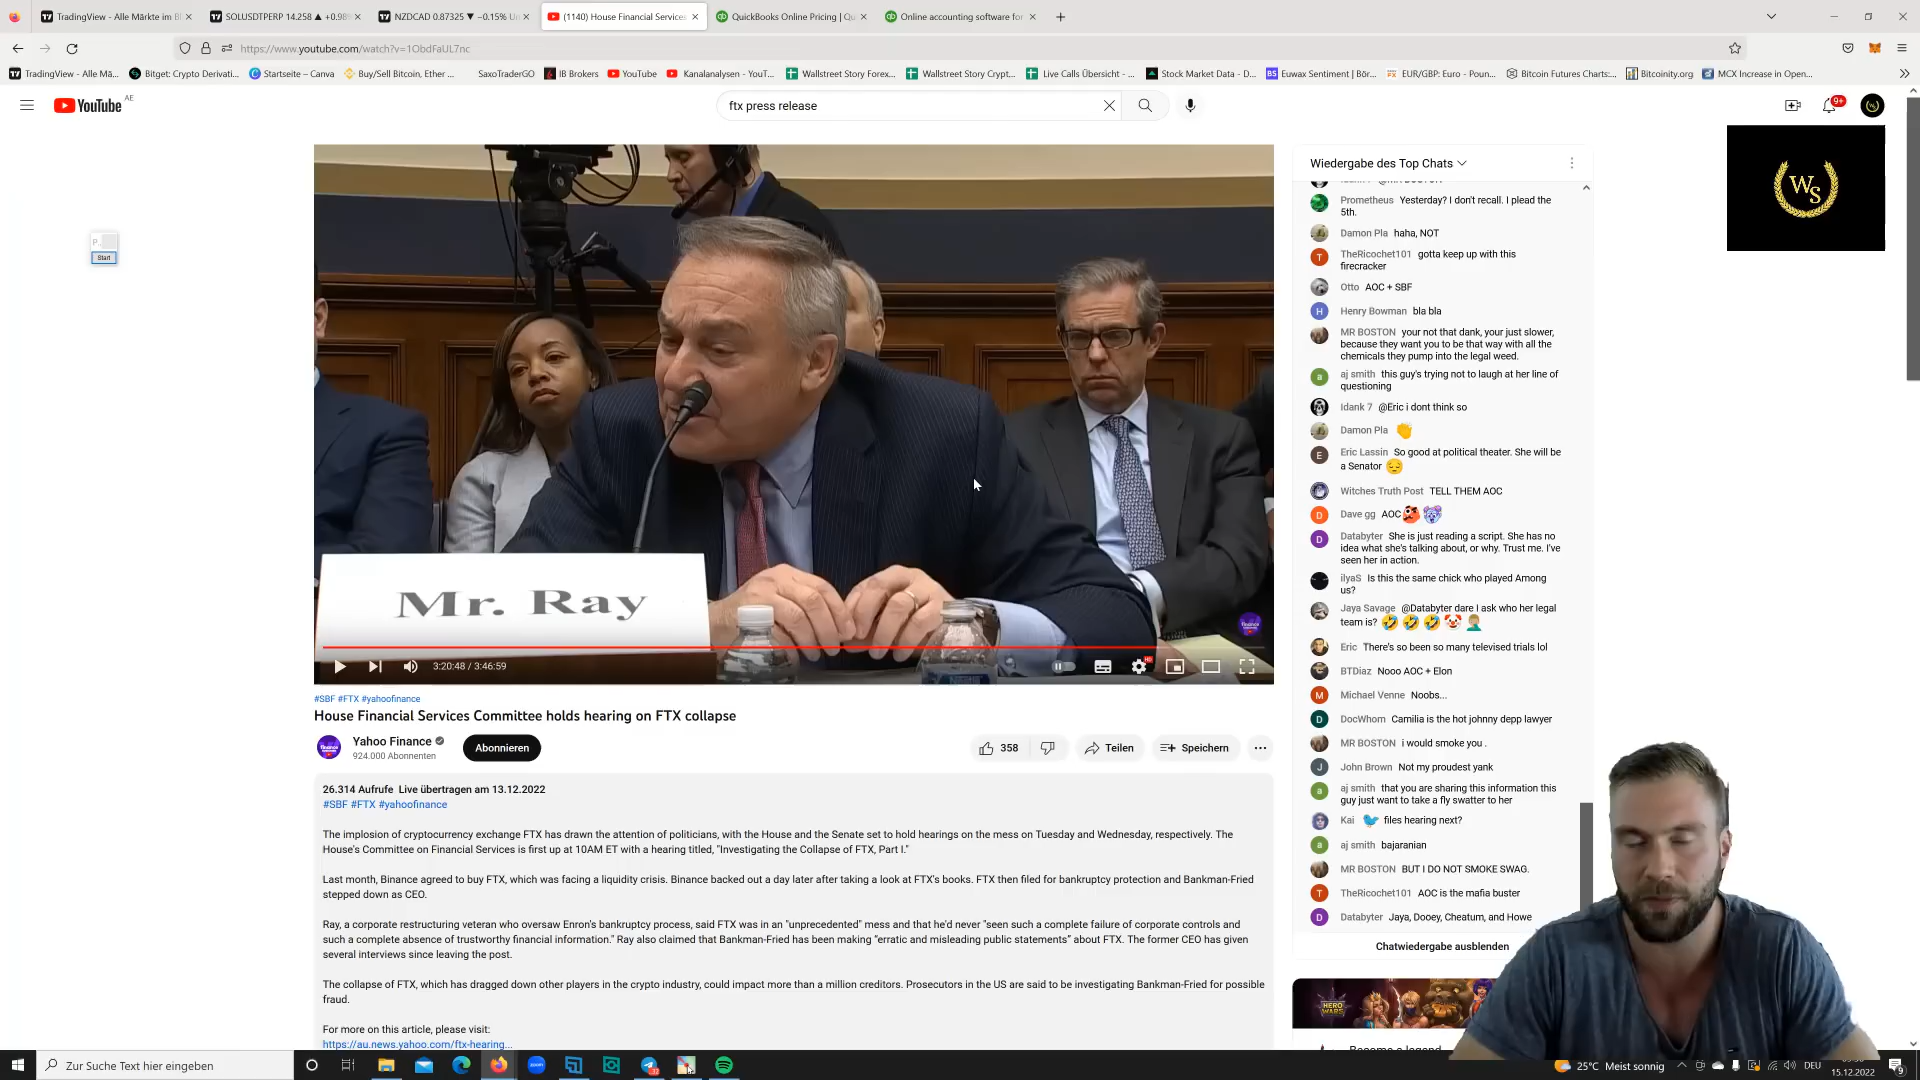 TradingView - Alle Märkte im Bl
SOLUSDTPERP 14.258 ▲ +0.98%
NZDCAD 0.87325 ▼ −0.15% U
(1140) House Financial Services
QuickBooks Online Pricing | Q
Online accounting software for
https://www.youtube.com/watch?v=1ObdFaUL7nc
TradingView - Alle Mä...
Bitget: Crypto Derivati...
Startseite – Canva
Buy/Sell Bitcoin, Ether ...
SaxoTraderGO
IB Brokers
YouTube
Kanalanalysen - YouT...
Wallstreet Story Forex...
Wallstreet Story Crypt...
Live Calls Übersicht - ...
Stock Market Data - D...
Euwax Sentiment | Bör...
EUR/GBP: Euro - Poun...
Bitcoin Futures Charts:...
Bitcoinity.org
MCX Increase in Open...
YouTube AE
ftx press release
9+
WS
P...
Start
Mr. Ray
3:20:48 / 3:46:59
Wiedergabe des Top Chats
Prometheus Yesterday? I don't recall. I plead the
5th.
Damon Pla haha, NOT
TheRicochet101 gotta keep up with this
firecracker
Otto AOC + SBF
Henry Bowman bla bla
MR BOSTON your not that dank, your just slower,
because they want you to be that way with all the
chemicals they pump into the legal weed.
aj smith this guy's trying not to laugh at her line of
questioning
Idank 7 @Eric i dont think so
Damon Pla 👏
Eric Lassin So good at political theater. She will be
a Senator 😔
Witches Truth Post TELL THEM AOC
Dave gg AOC
Databyter She is just reading a script. She has no
idea what she's talking about, or why. Trust me. I've
seen her in action.
ilyaS Is this the same chick who played Among
us?
Jaya Savage @Databyter dare I ask who her legal
team is? 🤣🤣🤣🤡🤦
Eric There's so been so many televised trials lol
BTDiaz Nooo AOC + Elon
Michael Venne Noobs...
DocWhom Camilia is the hot johnny depp lawyer
MR BOSTON i would smoke you .
John Brown Not my proudest yank
aj smith that you are sharing this information this
guy just want to take a fly swatter to her
Kai 🐦 files hearing next?
aj smith bajaranian
MR BOSTON BUT I DO NOT SMOKE SWAG.
TheRicochet101 AOC is the mafia buster
Databyter Jaya, Dooey, Cheatum, and Howe
Chatwiedergabe ausblenden
HERO WARS
#SBF #FTX #yahoofinance
House Financial Services Committee holds hearing on FTX collapse
Yahoo Finance
924.000 Abonnenten
Abonnieren
358
Teilen
Speichern
26.314 Aufrufe Live übertragen am 13.12.2022
#SBF #FTX #yahoofinance
The implosion of cryptocurrency exchange FTX has drawn the attention of politicians, with the House and the Senate set to hold hearings on the mess on Tuesday and Wednesday, respectively. The
House's Committee on Financial Services is first up at 10AM ET with a hearing titled, "Investigating the Collapse of FTX, Part I."
Last month, Binance agreed to buy FTX, which was facing a liquidity crisis. Binance backed out a day later after taking a look at FTX's books. FTX then filed for bankruptcy protection and Bankman-Fried
stepped down as CEO.
Ray, a corporate restructuring veteran who oversaw Enron's bankruptcy process, said FTX was in an "unprecedented" mess and that he'd never "seen such a complete failure of corporate controls and
such a complete absence of trustworthy financial information." Ray also claimed that Bankman-Fried has been making "erratic and misleading public statements" about FTX. The former CEO has given
several interviews since leaving the post.
The collapse of FTX, which has dragged down other players in the crypto industry, could impact more than a million creditors. Prosecutors in the US are said to be investigating Bankman-Fried for possible
fraud.
For more on this article, please visit:
https://au.news.yahoo.com/ftx-hearing...
Become a legend
Zur Suche Text hier eingeben
25°C Meist sonnig
DEU
15.12.2022